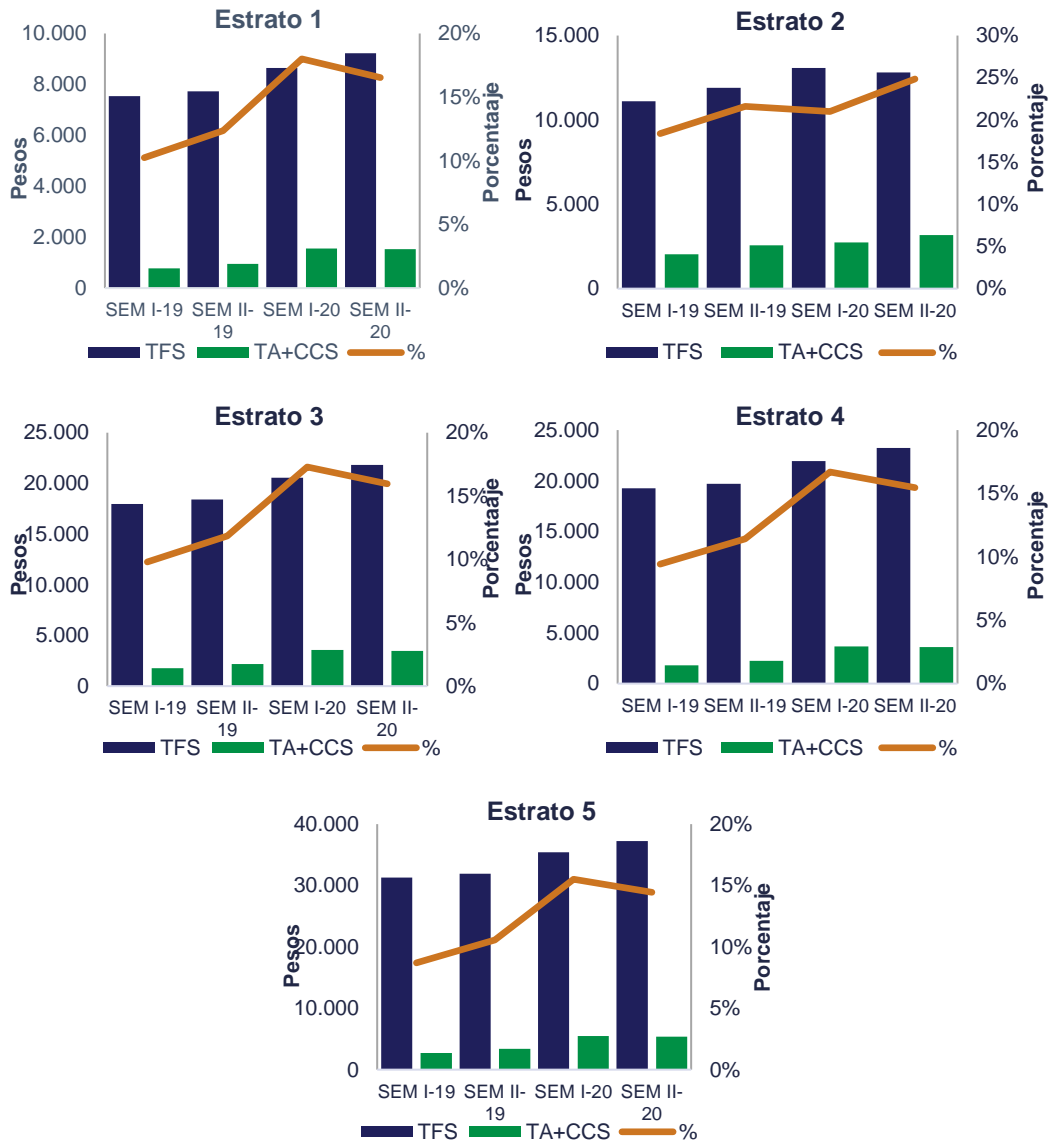 Estrato 1
10.000
8.000
6.000
4.000
2.000
0
Pesos
20%
15%
10%
5%
0%
Porcentaaje
SEM I-19 SEM II-19 SEM I-20 SEM II-20
TFS TA+CCS %
Estrato 2
15.000
10.000
5.000
0
Pesos
30%
25%
20%
15%
10%
5%
0%
Porcentaje
SEM I-19 SEM II-19 SEM I-20 SEM II-20
TFS TA+CCS %
Estrato 3
25.000
20.000
15.000
10.000
5.000
0
Pesos
20%
15%
10%
5%
0%
Porcentaaje
SEM I-19 SEM II-19 SEM I-20 SEM II-20
TFS TA+CCS %
Estrato 4
25.000
20.000
15.000
10.000
5.000
0
Pesos
20%
15%
10%
5%
0%
Porcentaje
SEM I-19 SEM II-19 SEM I-20 SEM II-20
TFS TA+CCS %
Estrato 5
40.000
30.000
20.000
10.000
0
Pesos
20%
15%
10%
5%
0%
Porcentaje
SEM I-19 SEM II-19 SEM I-20 SEM II-20
TFS TA+CCS %